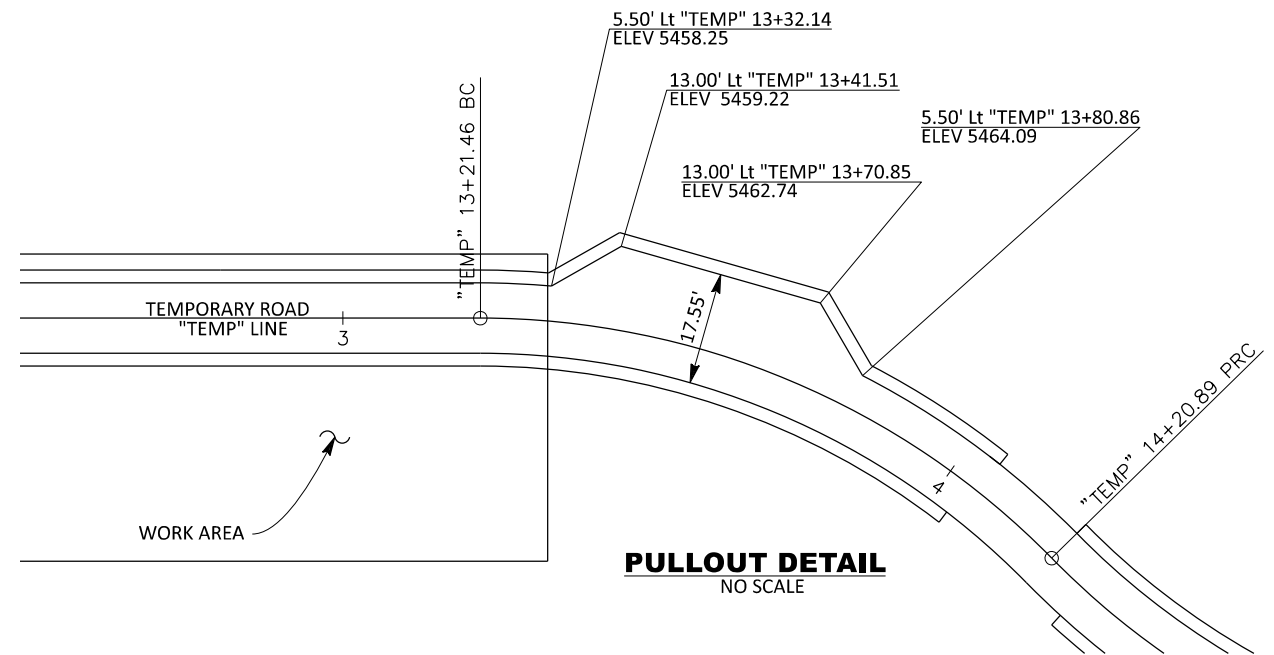 5.50' Lt "TEMP" 13+32.14
ELEV 5458.25
13.00' Lt "TEMP" 13+41.51
ELEV 5459.22
5.50' Lt "TEMP" 13+80.86
ELEV 5464.09
13.00' Lt "TEMP" 13+70.85
ELEV 5462.74
"TEMP" 13+21.46 BC
TEMPORARY ROAD
"TEMP" LINE
3
17.55'
4
"TEMP" 14+20.89 PRC
WORK AREA
PULLOUT DETAIL
NO SCALE